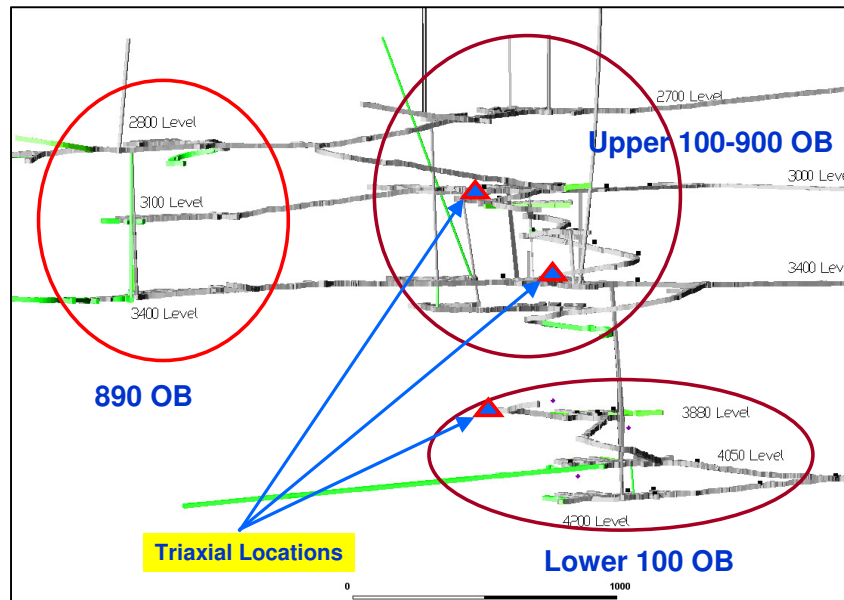 2700 Level
2800 Level
Upper 100-900 OB
3000 Level
3100 Level
3400 Level
3400 Level
890 OB
3880 Level
4050 Level
4200 Level
Triaxial Locations
Lower 100 OB
0 1000